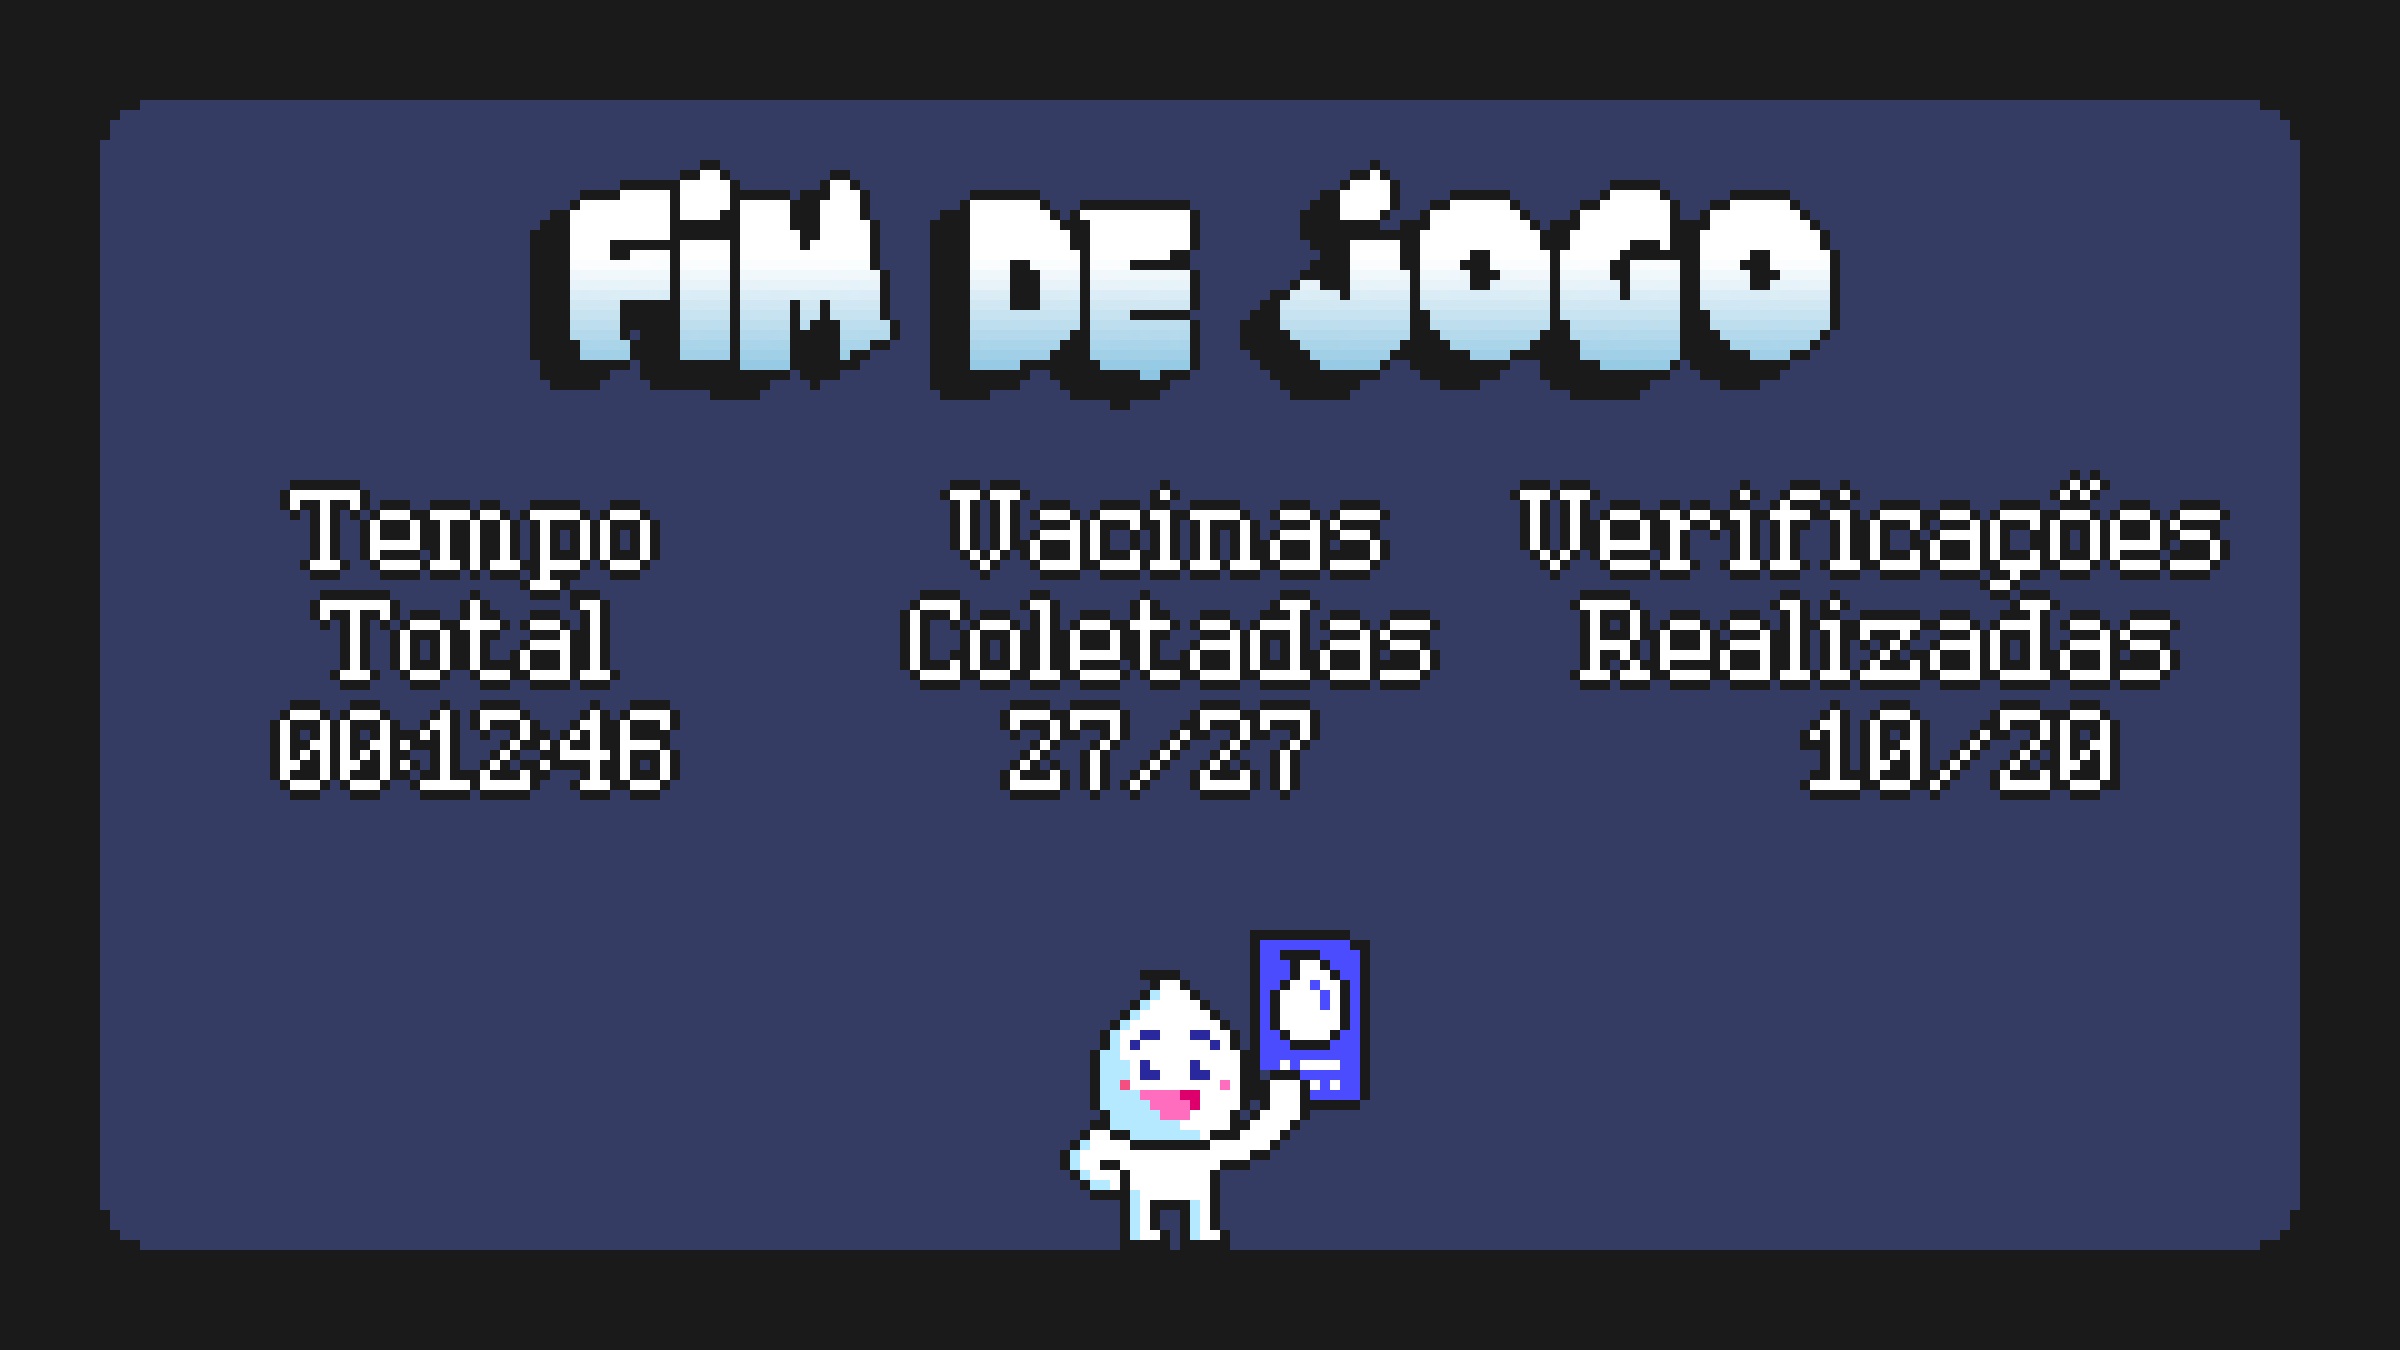 FiM DE jOGO
Tempo
Total
00:12:46
Vacinas
Coletadas
27/27
Verificações
Realizadas
10/20